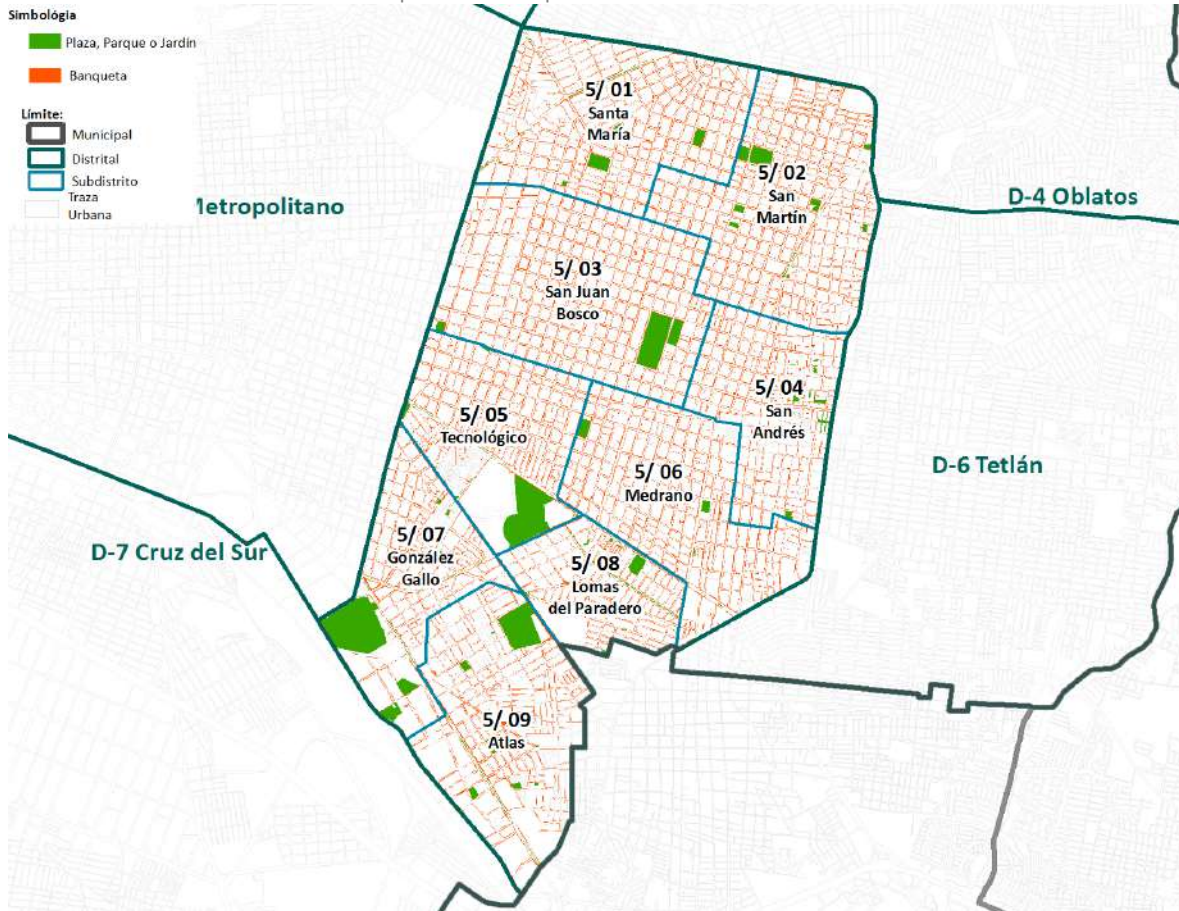 Simbológia
Plaza, Parque o Jardín
Banqueta
Límite:
Municipal
Distrital
Subdistrito
Traza
Urbana
Metropolitano
5/ 01
Santa
María
5/ 02
San
Martín
D-4 Oblatos
5/ 03
San Juan
Bosco
5/ 04
San
Andrés
5/ 05
Tecnológico
5/ 06
Medrano
D-6 Tetlán
D-7 Cruz del Sur
5/ 07
González
Gallo
5/ 08
Lomas
del Paradero
5/ 09
Atlas